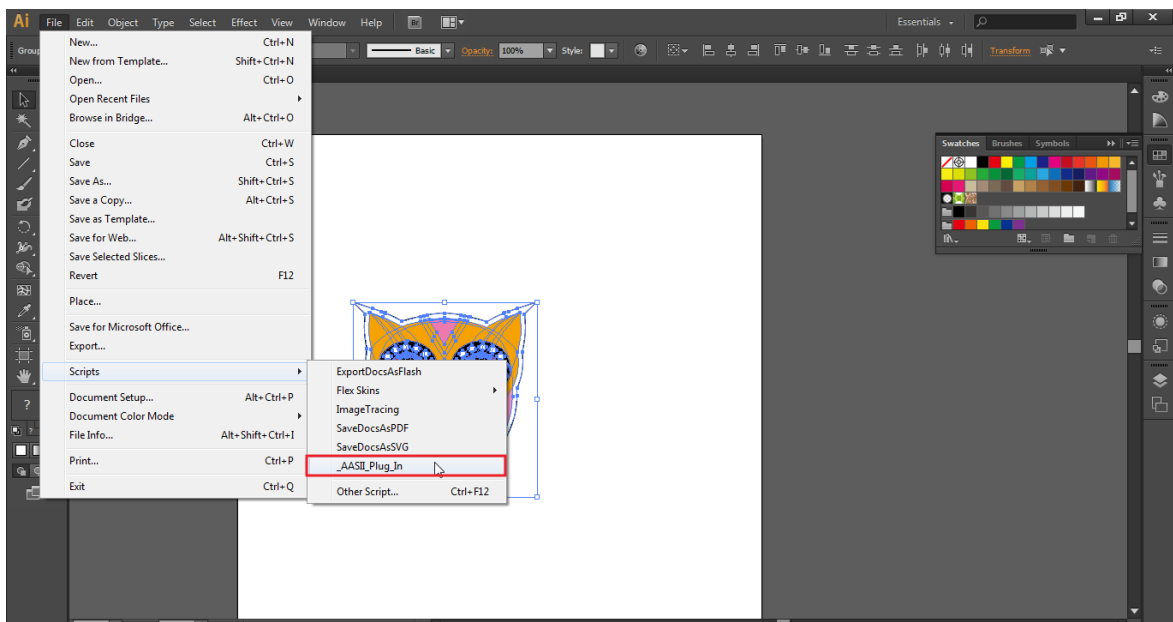 Ai File Edit Object Type Select Effect View Window Help Br Essentials
Group Basic Opacity: 100% Style: Transform
New... Ctrl+N
New from Template... Shift+Ctrl+N
Open... Ctrl+O
Open Recent Files
Browse in Bridge... Alt+Ctrl+O
Close Ctrl+W
Save Ctrl+S
Save As... Shift+Ctrl+S
Save a Copy... Alt+Ctrl+S
Save as Template...
Save for Web... Alt+Shift+Ctrl+S
Save Selected Slices...
Revert F12
Place...
Save for Microsoft Office...
Export...
Scripts
Document Setup... Alt+Ctrl+P
Document Color Mode
File Info... Alt+Shift+Ctrl+I
Print... Ctrl+P
Exit Ctrl+Q
ExportDocsAsFlash
Flex Skins
ImageTracing
SaveDocsAsPDF
SaveDocsAsSVG
_AASII_Plug_In
Other Script... Ctrl+F12
Swatches Brushes Symbols